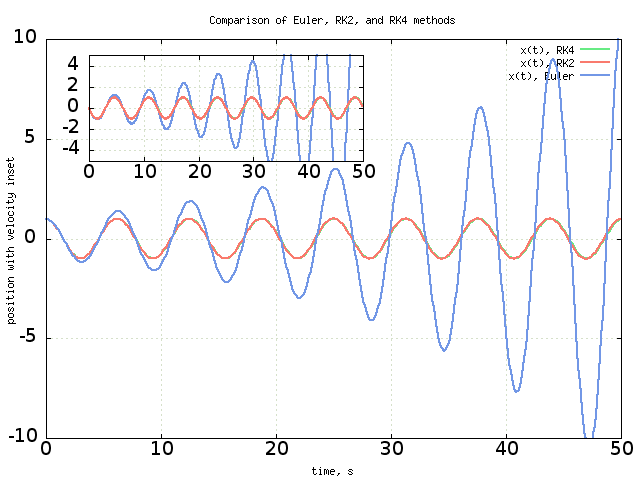 Comparison of Euler, RK2, and RK4 methods
10
5
0
-5
-10
position with velocity inset
x(t), RK4
x(t), RK2
x(t), Euler
4
2
0
-2
-4
0 10 20 30 40 50
0 10 20 30 40 50
time, s